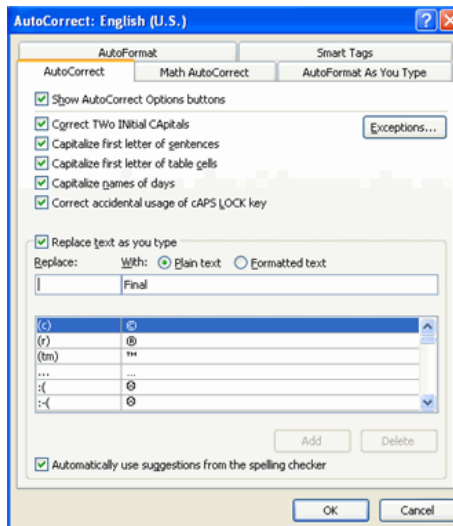 AutoCorrect: English (U.S.)
AutoFormat Smart Tags
AutoCorrect Math AutoCorrect AutoFormat As You Type
Show AutoCorrect Options buttons
Correct TWo INitial CApitals Exceptions...
Capitalize first letter of sentences
Capitalize first letter of table cells
Capitalize names of days
Correct accidental usage of cAPS LOCK key
Replace text as you type
Replace: With: Plain text Formatted text
Final
(c) ©
(r) ®
(tm) ™
... ...
:( ☹
:-( ☹
Add Delete
Automatically use suggestions from the spelling checker
OK Cancel